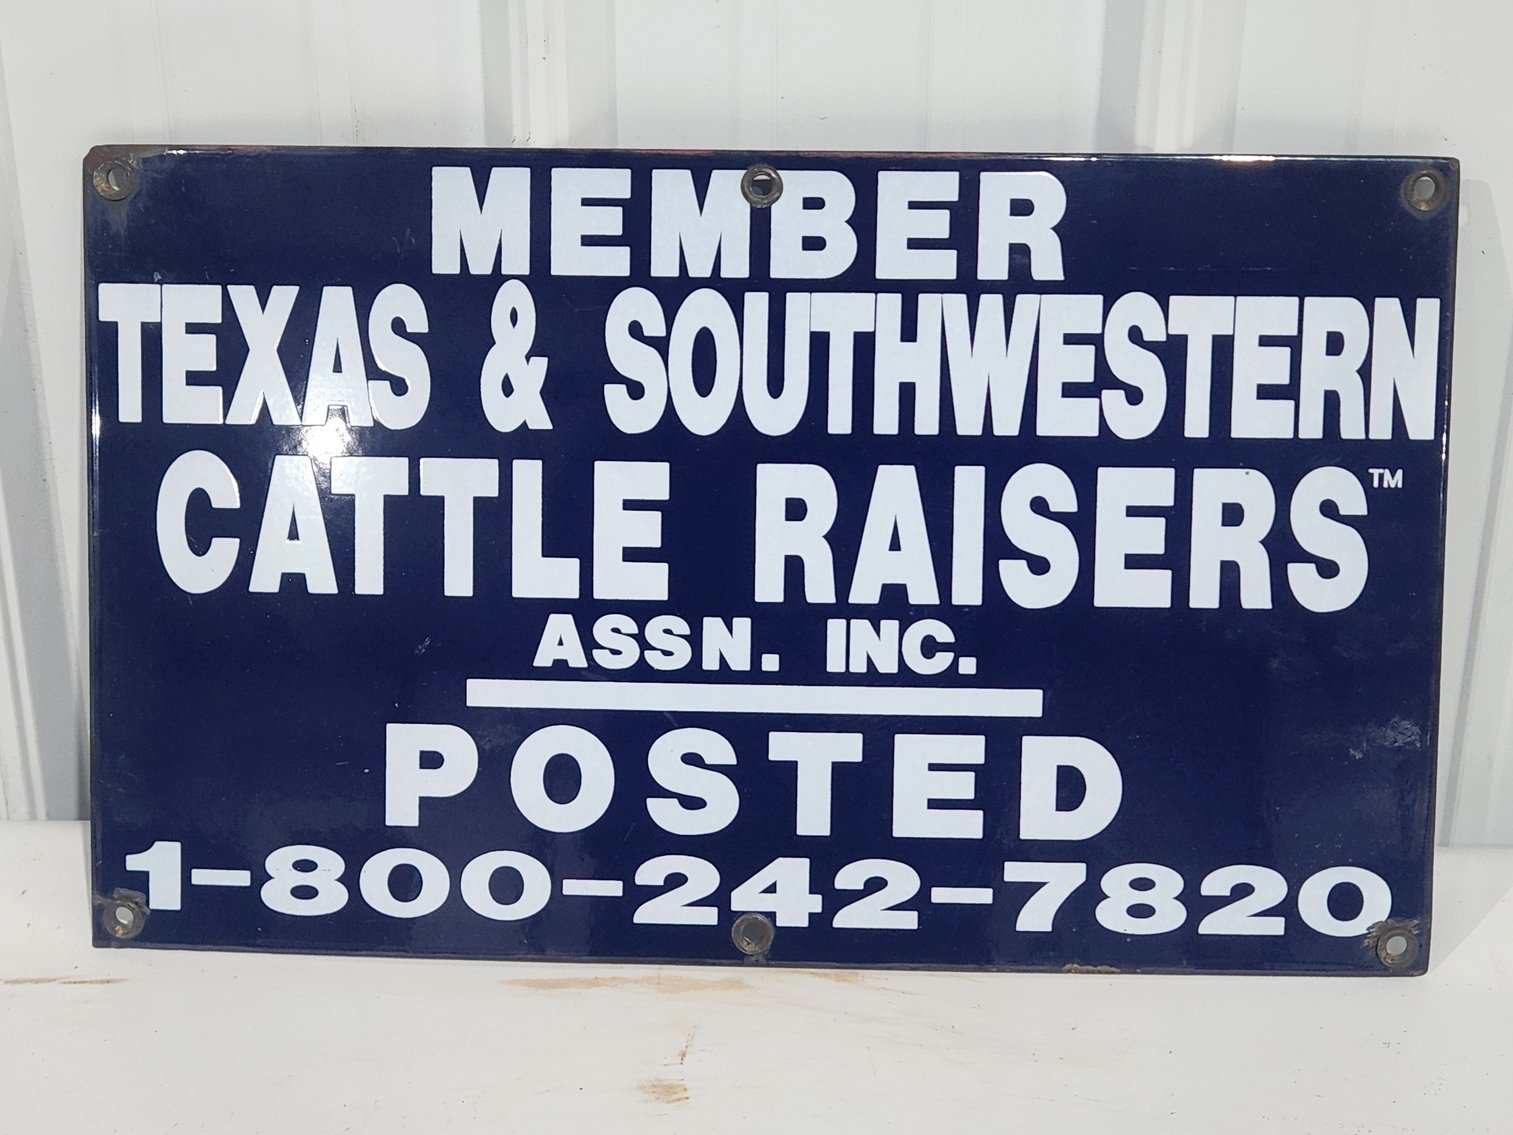 MEMBER
TEXAS & SOUTHWESTERN
CATTLE RAISERS™
ASSN. INC.
POSTED
1-800-242-7820